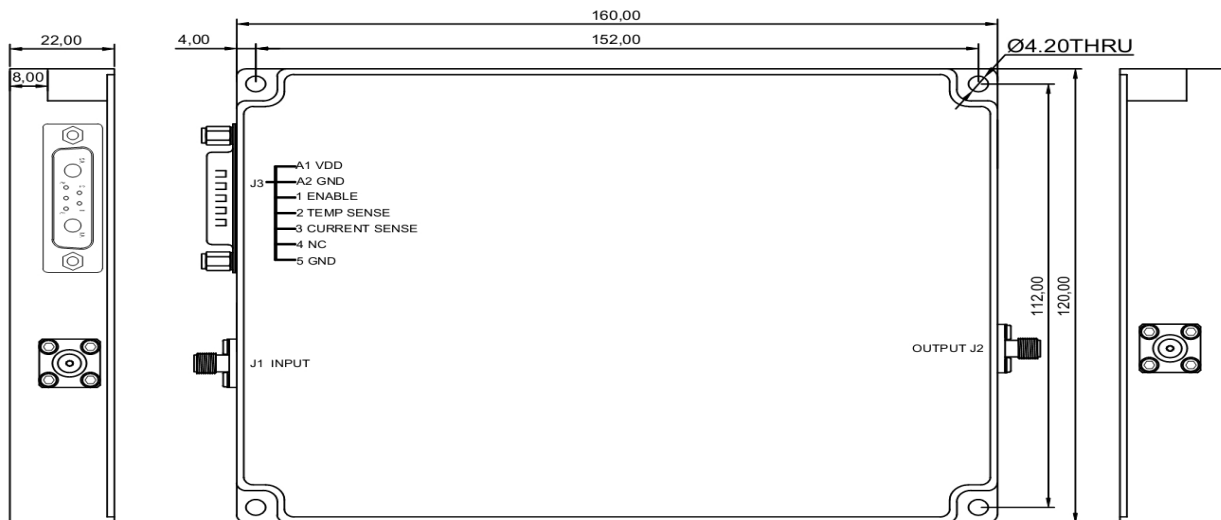 160,00
22,00
4,00
152,00
Ø4.20THRU
8,00
A1 VDD
J3
A2 GND
1 ENABLE
2 TEMP SENSE
3 CURRENT SENSE
4 NC
5 GND
112,00
120,00
OUTPUT J2
J1 INPUT